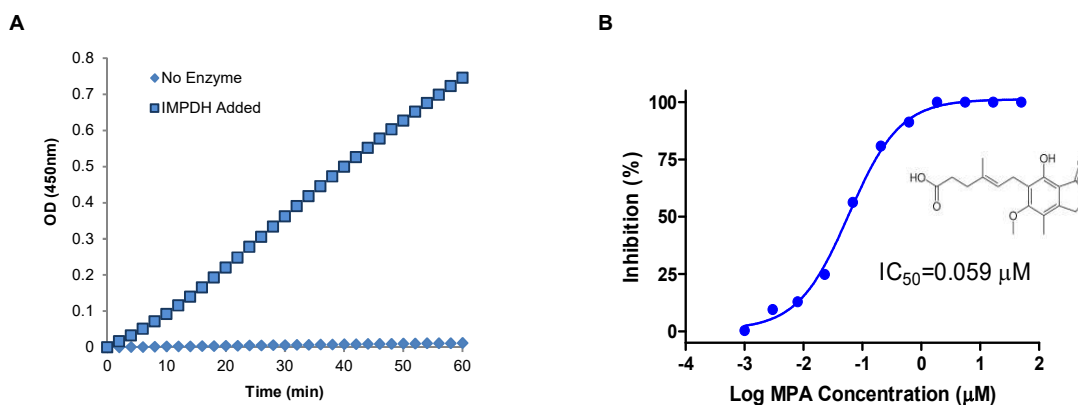 A
0.8
0.7
0.6
0.5
0.4
0.3
0.2
0.1
0
OD (450nm)
No Enzyme
IMPDH Added
0
10
20
30
40
50
60
Time (min)
B
100
75
50
25
0
Inhibition (%)
HO
O
OH
O
IC50=0.059 μM
-4
-3
-2
-1
0
1
2
Log MPA Concentration (μM)